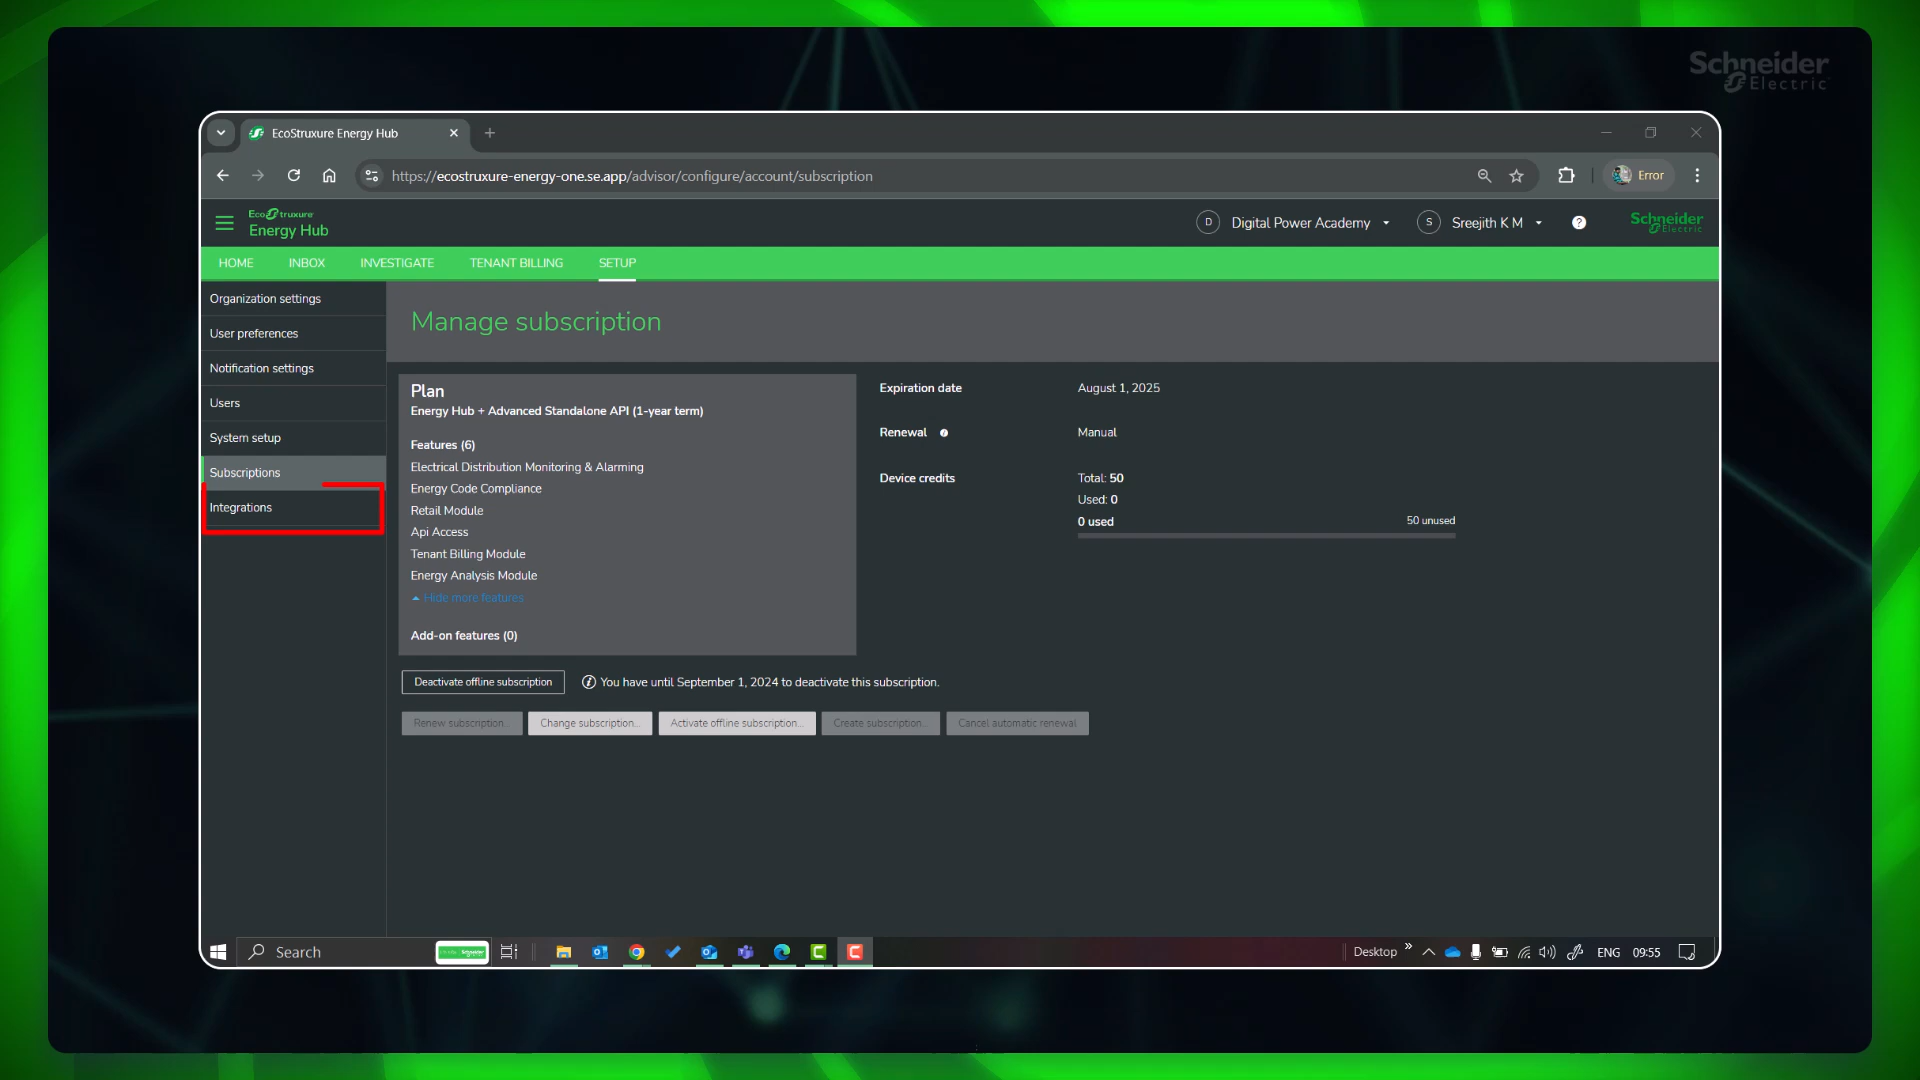 Schneider
Electric
EcoStruxure Energy Hub
https://ecostruxure-energy-one.se.app/advisor/configure/account/subscription
Error
EcoStruxure
Energy Hub
D
Digital Power Academy
S
Sreejith K M
?
Schneider
Electric
HOME
INBOX
INVESTIGATE
TENANT BILLING
SETUP
Organization settings
User preferences
Notification settings
Users
System setup
Subscriptions
Integrations
Manage subscription
Plan
Energy Hub + Advanced Standalone API (1-year term)
Features (6)
Electrical Distribution Monitoring & Alarming
Energy Code Compliance
Retail Module
Api Access
Tenant Billing Module
Energy Analysis Module
Hide more features
Add-on features (0)
Expiration date
August 1, 2025
Renewal
Manual
Device credits
Total: 50
Used: 0
0 used
50 unused
Deactivate offline subscription
You have until September 1, 2024 to deactivate this subscription.
Renew subscription...
Change subscription...
Activate offline subscription...
Create subscription...
Cancel automatic renewal
Search
Desktop
ENG
09:55